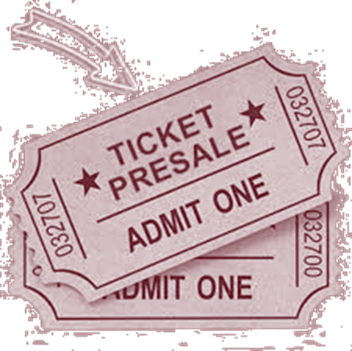 TICKET
★ PRESALE ★
ADMIT ONE
032707
032707
ADMIT ONE
032700